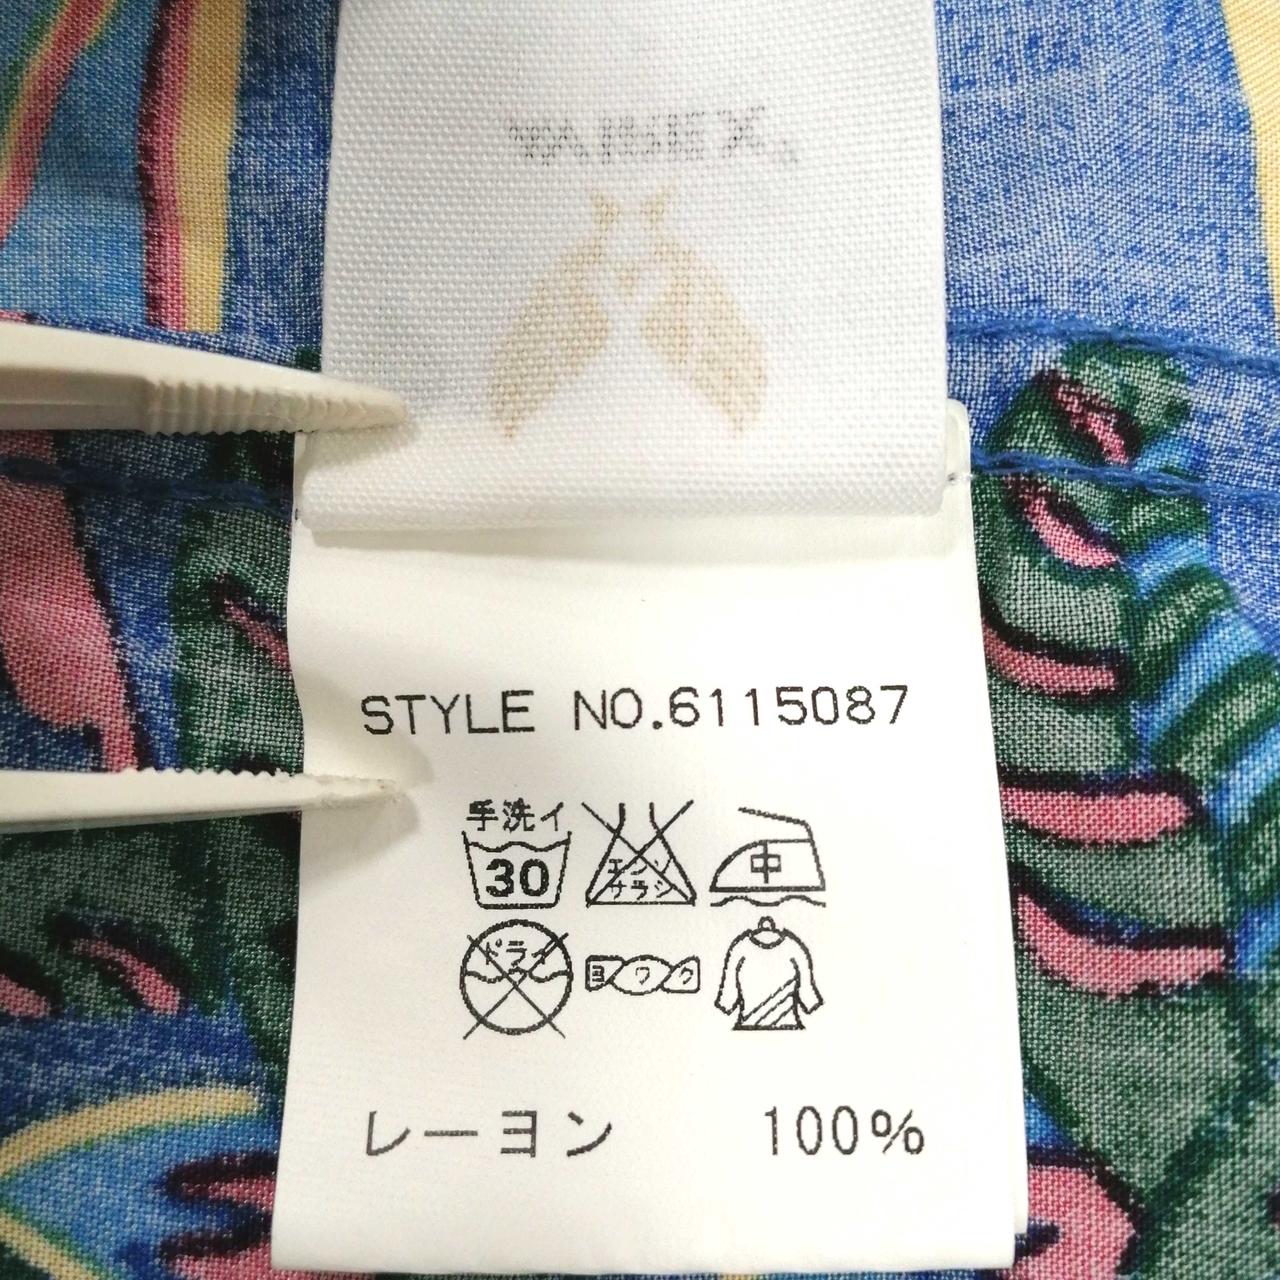 STYLE NO.6115087
手洗イ
30
エンソ
サラシ
中
ドライ
ヨワク
レーヨン 100%